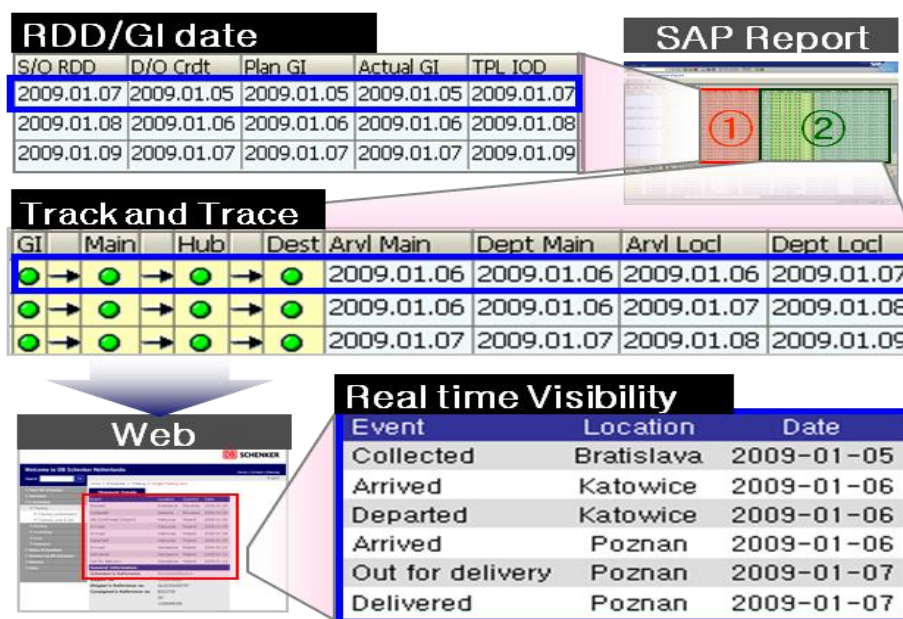 RDD/GI date
S/O RDD D/O Crdt Plan GI Actual GI TPL IOD
2009.01.07 2009.01.05 2009.01.05 2009.01.05 2009.01.07
2009.01.08 2009.01.06 2009.01.06 2009.01.06 2009.01.08
2009.01.09 2009.01.07 2009.01.07 2009.01.07 2009.01.09
SAP Report
① ②
Track and Trace
GI Main Hub Dest Arvl Main Dept Main Arvl Locl Dept Locl
2009.01.06 2009.01.06 2009.01.06 2009.01.07
2009.01.06 2009.01.06 2009.01.07 2009.01.08
2009.01.07 2009.01.07 2009.01.08 2009.01.09
Web
DB SCHENKER
Welcome to DB Schenker Netherlands
Real time Visibility
Event Location Date
Collected Bratislava 2009-01-05
Arrived Katowice 2009-01-06
Departed Katowice 2009-01-06
Arrived Poznan 2009-01-06
Out for delivery Poznan 2009-01-07
Delivered Poznan 2009-01-07